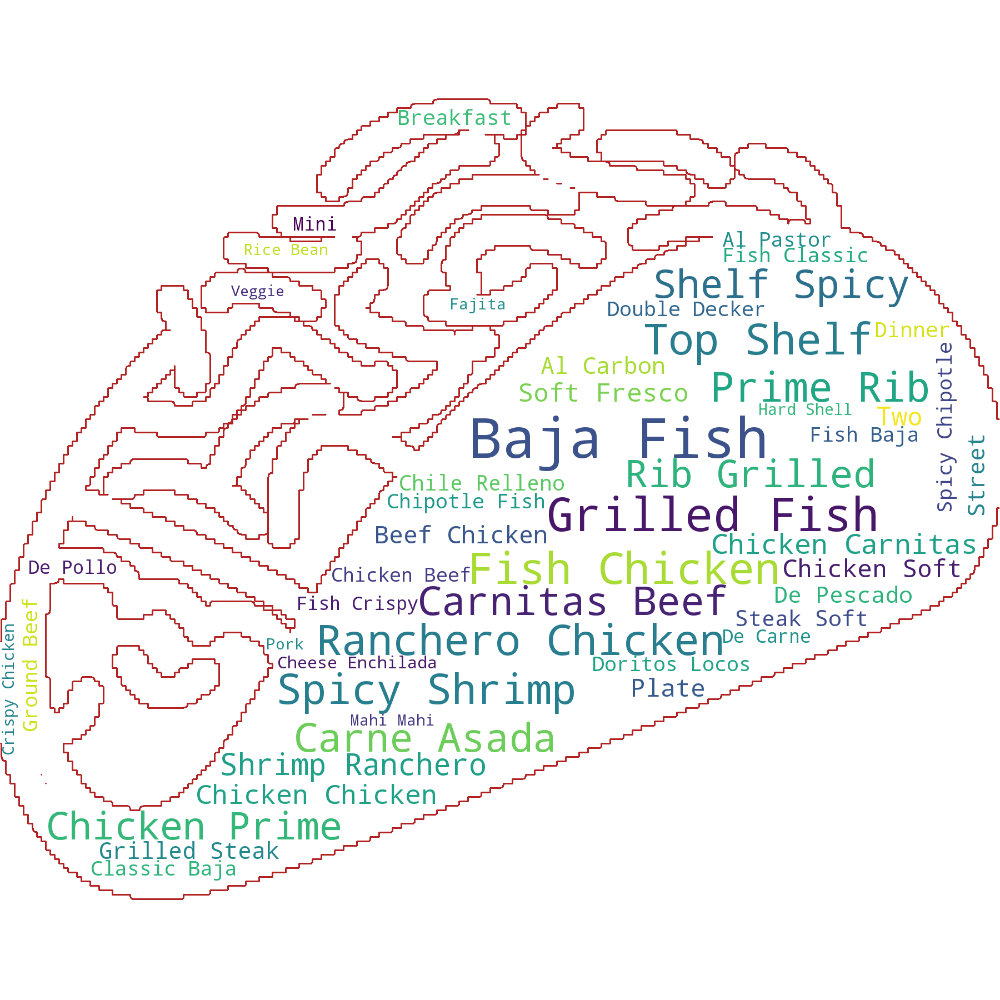 Breakfast
Mini
Rice Bean
Al Pastor
Fish Classic
Shelf Spicy
Veggie
Fajita
Double Decker
Top Shelf
Dinner
Al Carbon
Soft Fresco
Prime Rib
Hard Shell
Two
Spicy Chipotle
Baja Fish
Fish Baja
Street
Rib Grilled
Chile Relleno
Chipotle Fish
Grilled Fish
Beef Chicken
Chicken Carnitas
De Pollo
Chicken Beef
Fish Chicken
Chicken Soft
Fish Crispy
Carnitas Beef
De Pescado
Steak Soft
Ground Beef
Crispy Chicken
Pork
Ranchero Chicken
De Carne
Cheese Enchilada
Doritos Locos
Spicy Shrimp
Plate
Mahi Mahi
Carne Asada
Shrimp Ranchero
Chicken Chicken
Chicken Prime
Grilled Steak
Classic Baja